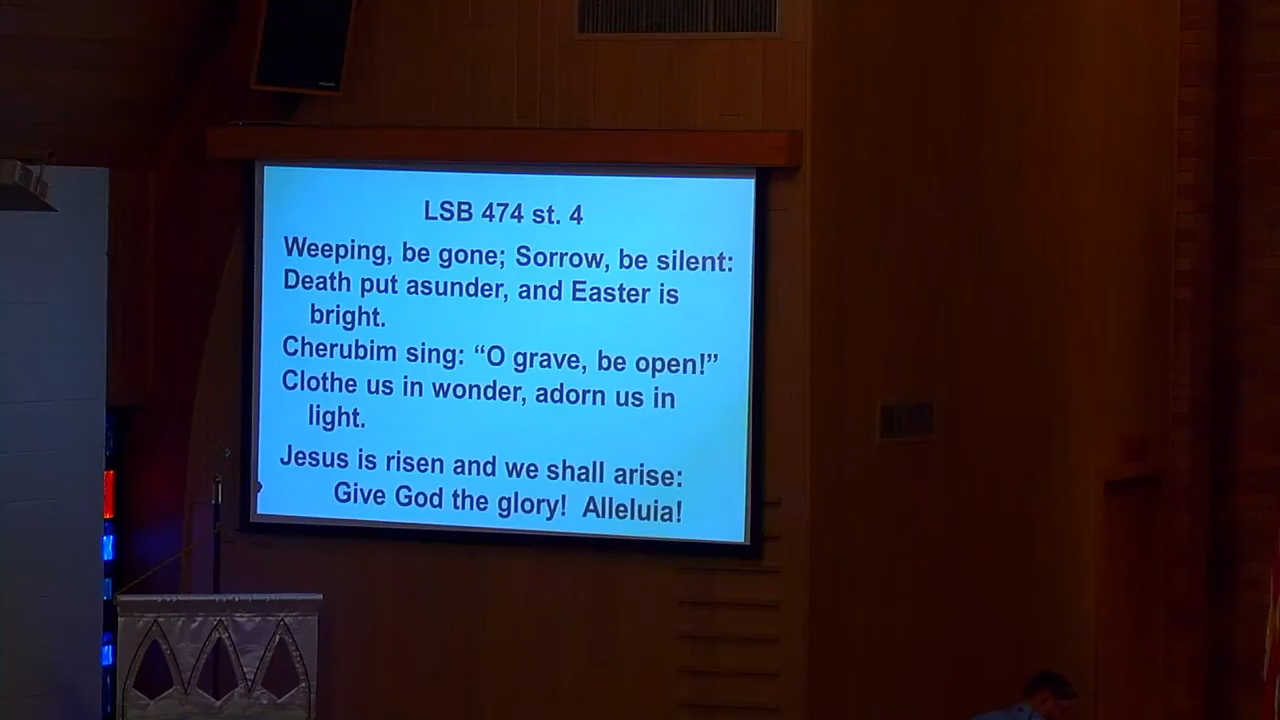 LSB 474 st. 4
Weeping, be gone; Sorrow, be silent:
Death put asunder, and Easter is
bright.
Cherubim sing: “O grave, be open!”
Clothe us in wonder, adorn us in
light.
Jesus is risen and we shall arise:
Give God the glory! Alleluia!